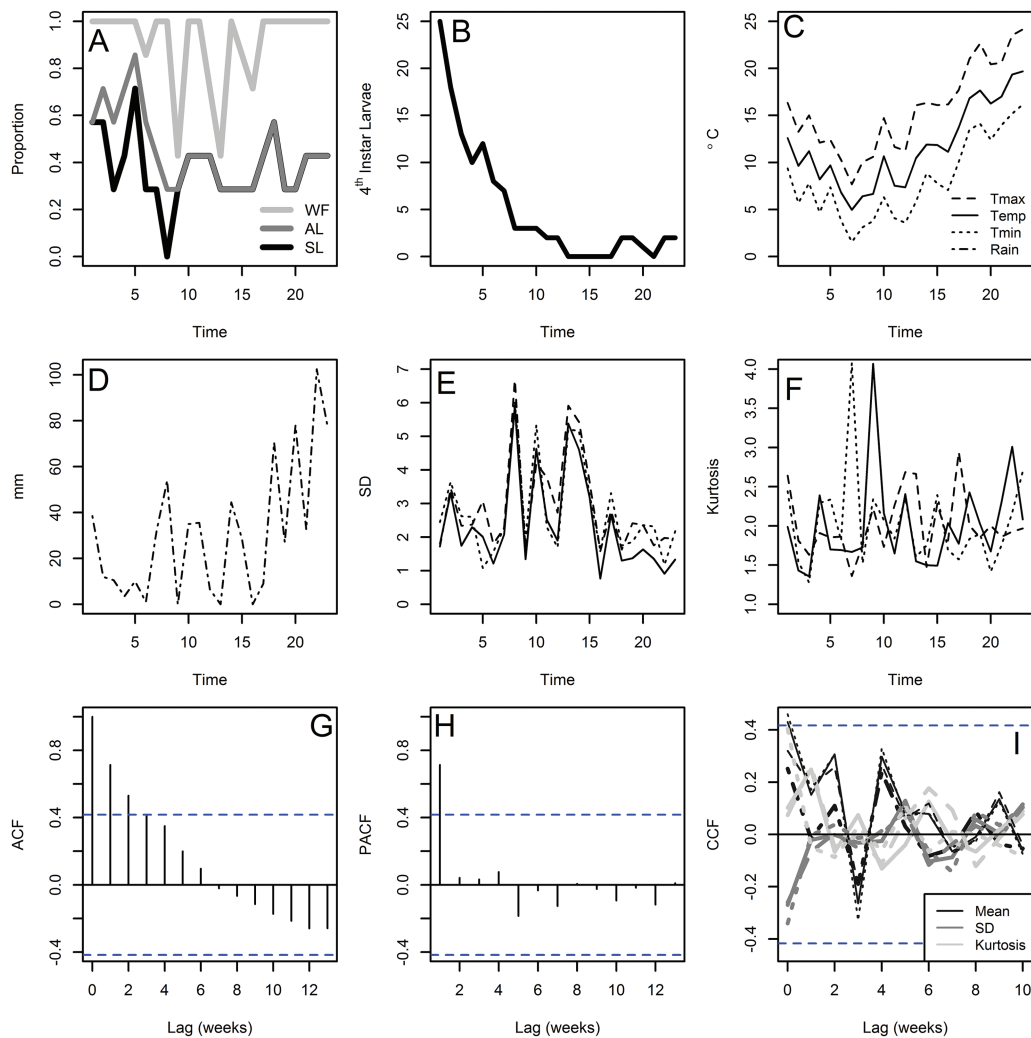 A
Proportion
1.0
0.8
0.6
0.4
0.2
0.0
WF
AL
SL
5 10 15 20
Time
B
4th Instar Larvae
25
20
15
10
5
0
5 10 15 20
Time
C
° C
25
20
15
10
5
0
Tmax
Temp
Tmin
Rain
5 10 15 20
Time
D
mm
100
80
60
40
20
0
5 10 15 20
Time
E
SD
7
6
5
4
3
2
1
0
5 10 15 20
Time
F
Kurtosis
4.0
3.5
3.0
2.5
2.0
1.5
1.0
5 10 15 20
Time
G
ACF
0.8
0.4
0.0
-0.4
0 2 4 6 8 10 12
Lag (weeks)
H
PACF
0.8
0.4
0.0
-0.4
2 4 6 8 10 12
Lag (weeks)
I
CCF
0.4
0.2
0.0
-0.2
-0.4
Mean
SD
Kurtosis
0 2 4 6 8 10
Lag (weeks)